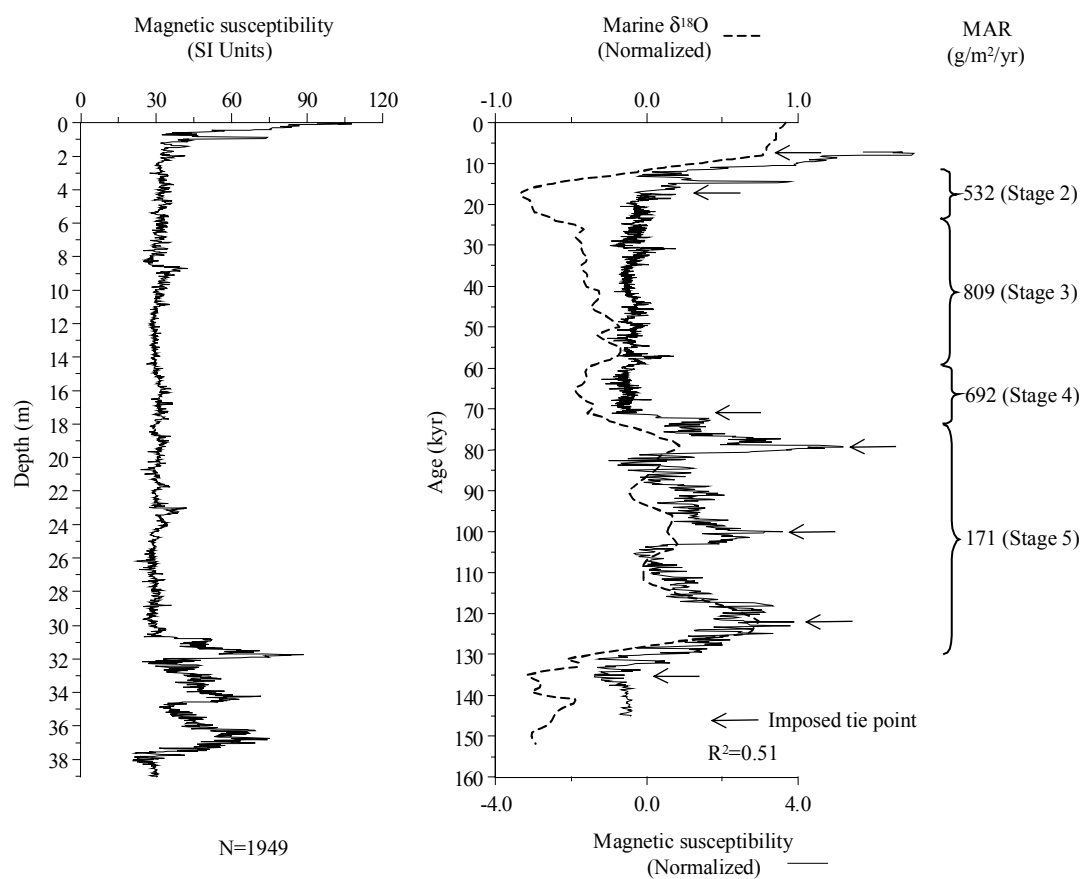 Magnetic susceptibility
(SI Units)
0 30 60 90 120
Depth (m)
0
2
4
6
8
10
12
14
16
18
20
22
24
26
28
30
32
34
36
38
N=1949
Marine δ¹⁸O
(Normalized)
-1.0 0.0 1.0
Age (kyr)
0
10
20
30
40
50
60
70
80
90
100
110
120
130
140
150
160
-4.0 0.0 4.0
Imposed tie point
R²=0.51
Magnetic susceptibility
(Normalized)
MAR
(g/m²/yr)
532 (Stage 2)
809 (Stage 3)
692 (Stage 4)
171 (Stage 5)